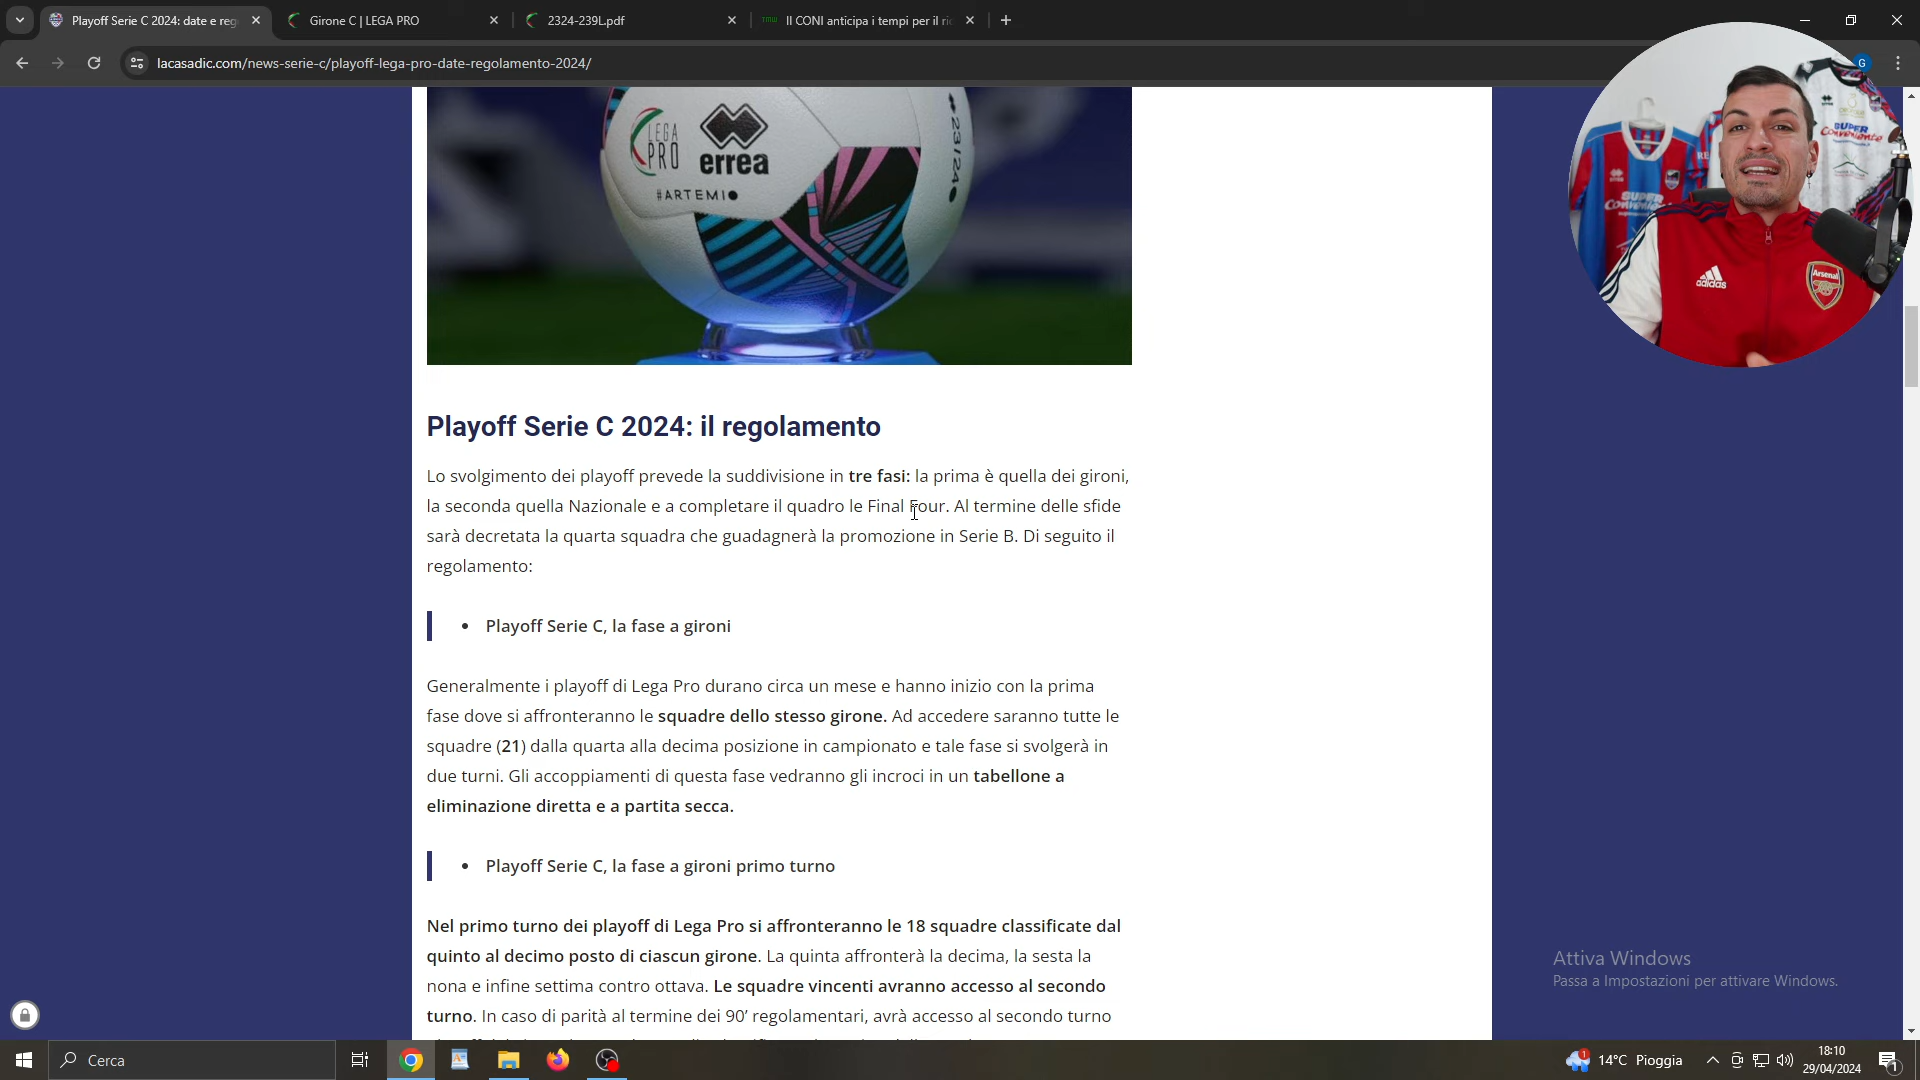 Playoff Serie C 2024: date e reg
Girone C | LEGA PRO
2324-239L.pdf
TMW
Il CONI anticipa i tempi per il ri
lacasadic.com/news-serie-c/playoff-lega-pro-date-regolamento-2024/
G
LEGA
PRO
errea
#ARTEMIO
23/24
SUPER
Conveniente
SUPER
Conveniente
adidas
Arsenal
Playoff Serie C 2024: il regolamento
Lo svolgimento dei playoff prevede la suddivisione in tre fasi: la prima è quella dei gironi,
la seconda quella Nazionale e a completare il quadro le Final Four. Al termine delle sfide
sarà decretata la quarta squadra che guadagnerà la promozione in Serie B. Di seguito il
regolamento:
• Playoff Serie C, la fase a gironi
Generalmente i playoff di Lega Pro durano circa un mese e hanno inizio con la prima
fase dove si affronteranno le squadre dello stesso girone. Ad accedere saranno tutte le
squadre (21) dalla quarta alla decima posizione in campionato e tale fase si svolgerà in
due turni. Gli accoppiamenti di questa fase vedranno gli incroci in un tabellone a
eliminazione diretta e a partita secca.
• Playoff Serie C, la fase a gironi primo turno
Nel primo turno dei playoff di Lega Pro si affronteranno le 18 squadre classificate dal
quinto al decimo posto di ciascun girone. La quinta affronterà la decima, la sesta la
nona e infine settima contro ottava. Le squadre vincenti avranno accesso al secondo
turno. In caso di parità al termine dei 90' regolamentari, avrà accesso al secondo turno
Attiva Windows
Passa a Impostazioni per attivare Windows.
Cerca
1
14°C Pioggia
18:10
29/04/2024
1